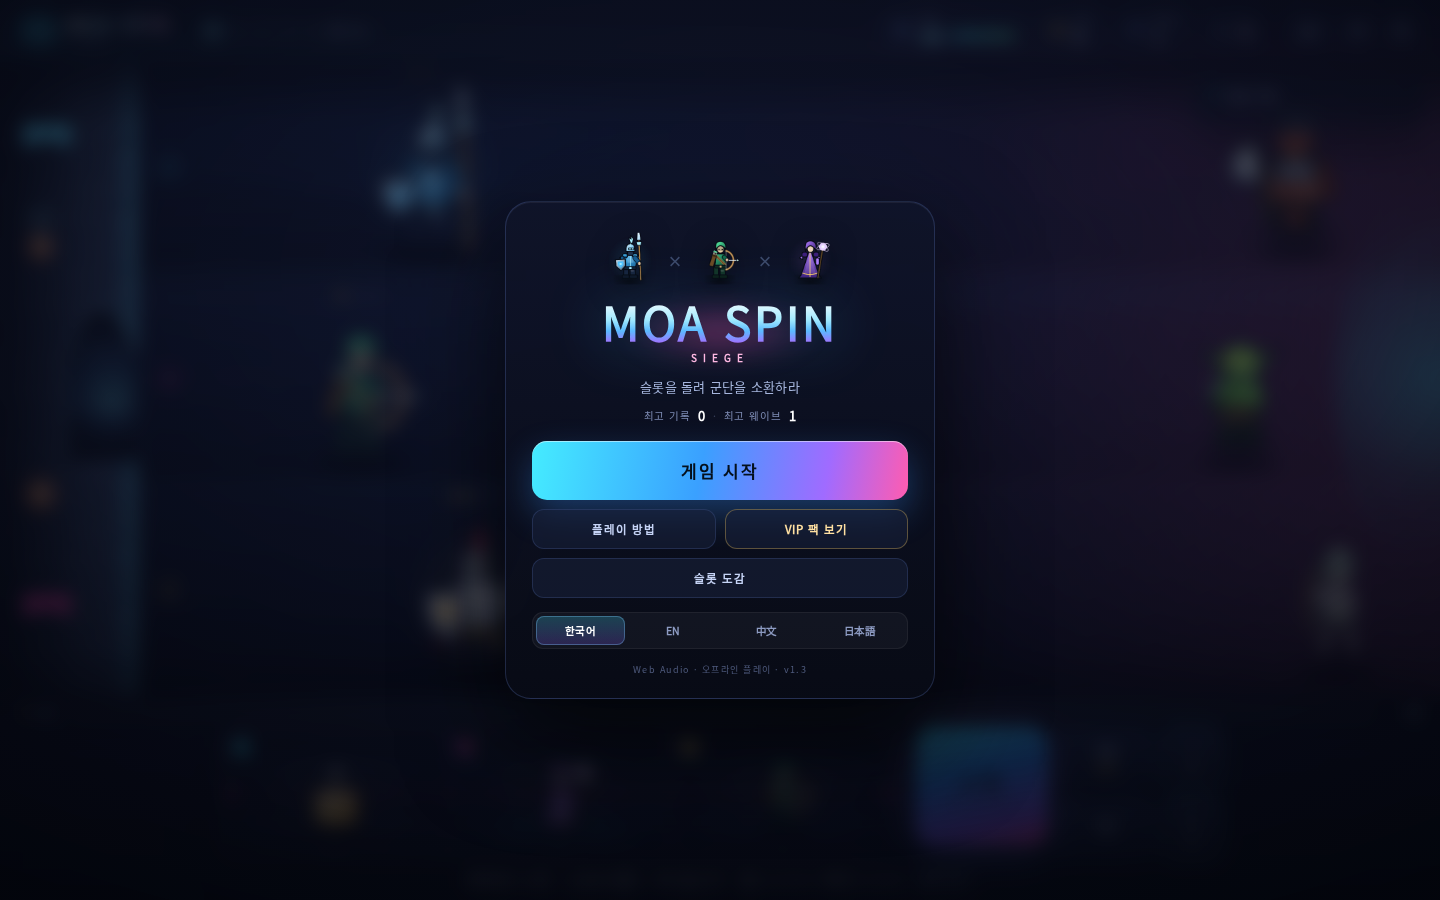 MOA SPIN
SIEGE
슬롯을 돌려 군단을 소환하라
최고 기록 0 · 최고 웨이브 1
게임 시작
플레이 방법
VIP 팩 보기
슬롯 도감
한국어 EN 中文 日本語
Web Audio · 오프라인 플레이 · v1.3